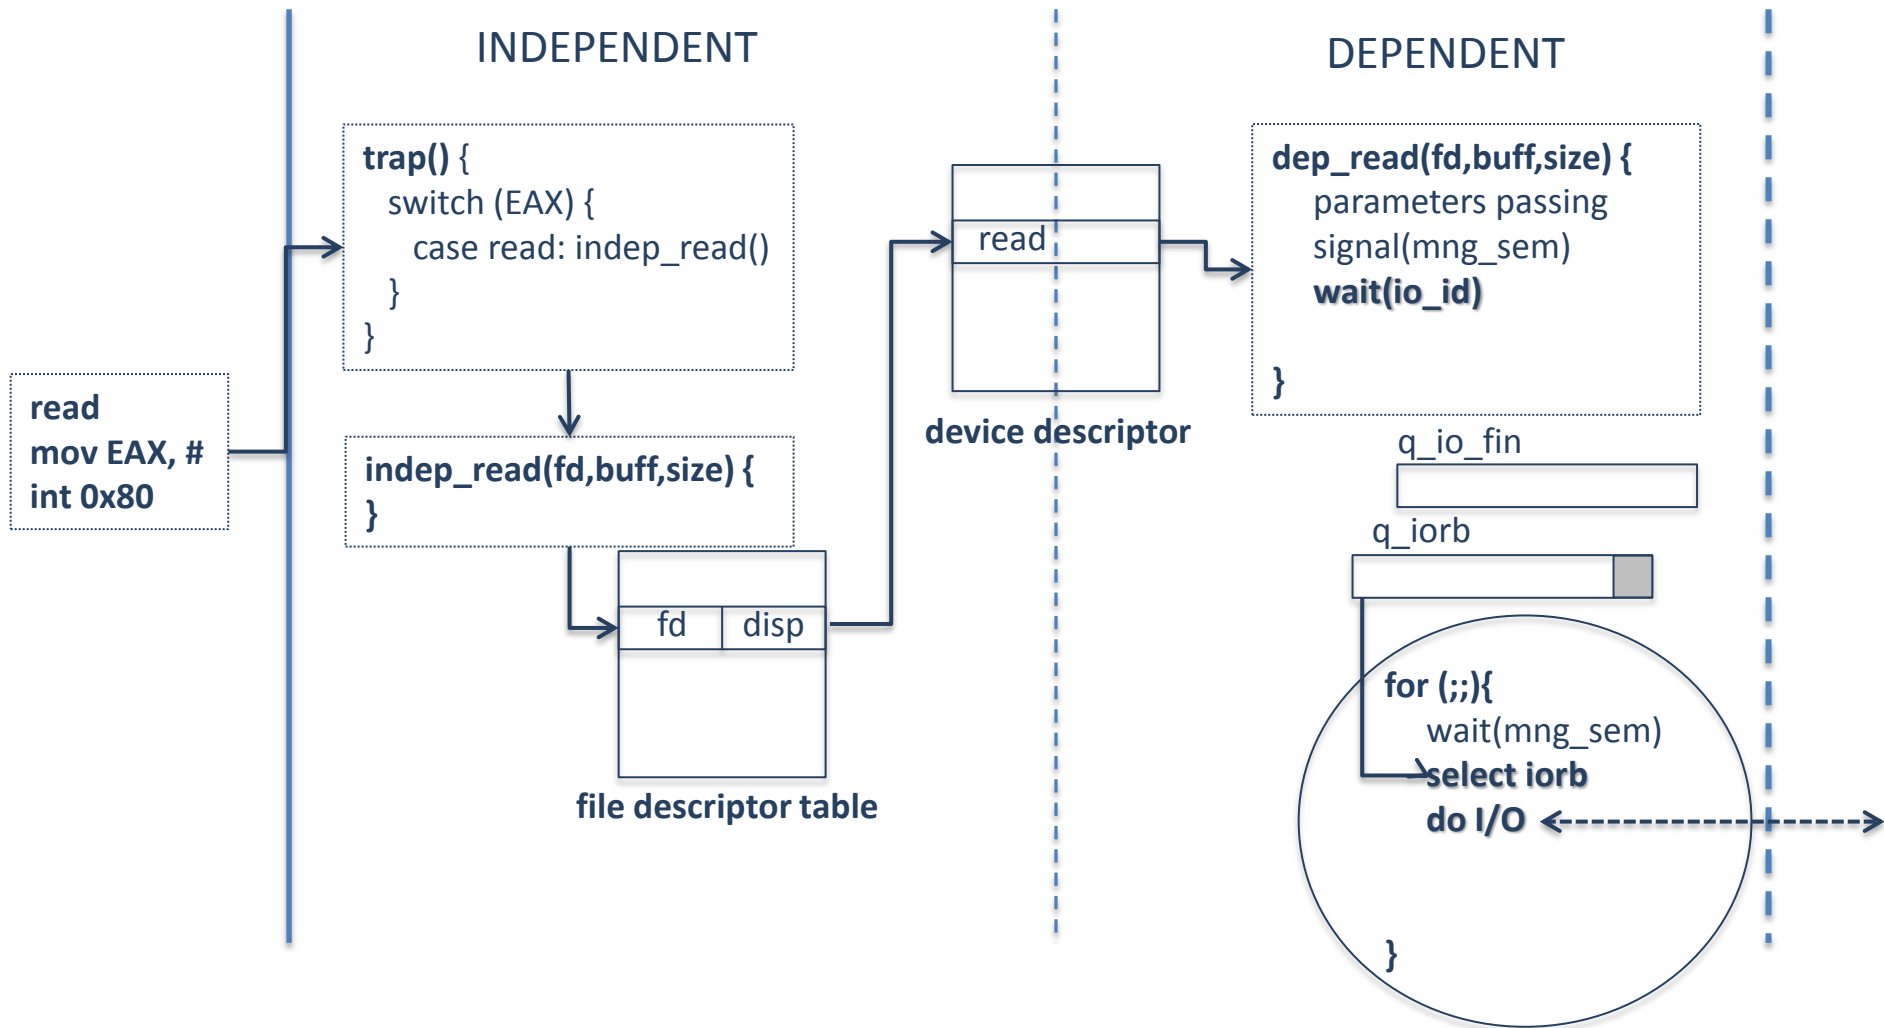 INDEPENDENT
DEPENDENT
read
mov EAX, #
int 0x80
trap() {
switch (EAX) {
case read: indep_read()
}
}
indep_read(fd,buff,size) {
}
fd
disp
file descriptor table
read
device descriptor
dep_read(fd,buff,size) {
parameters passing
signal(mng_sem)
wait(io_id)
}
q_io_fin
q_iorb
for (;;){
wait(mng_sem)
select iorb
do I/O
}